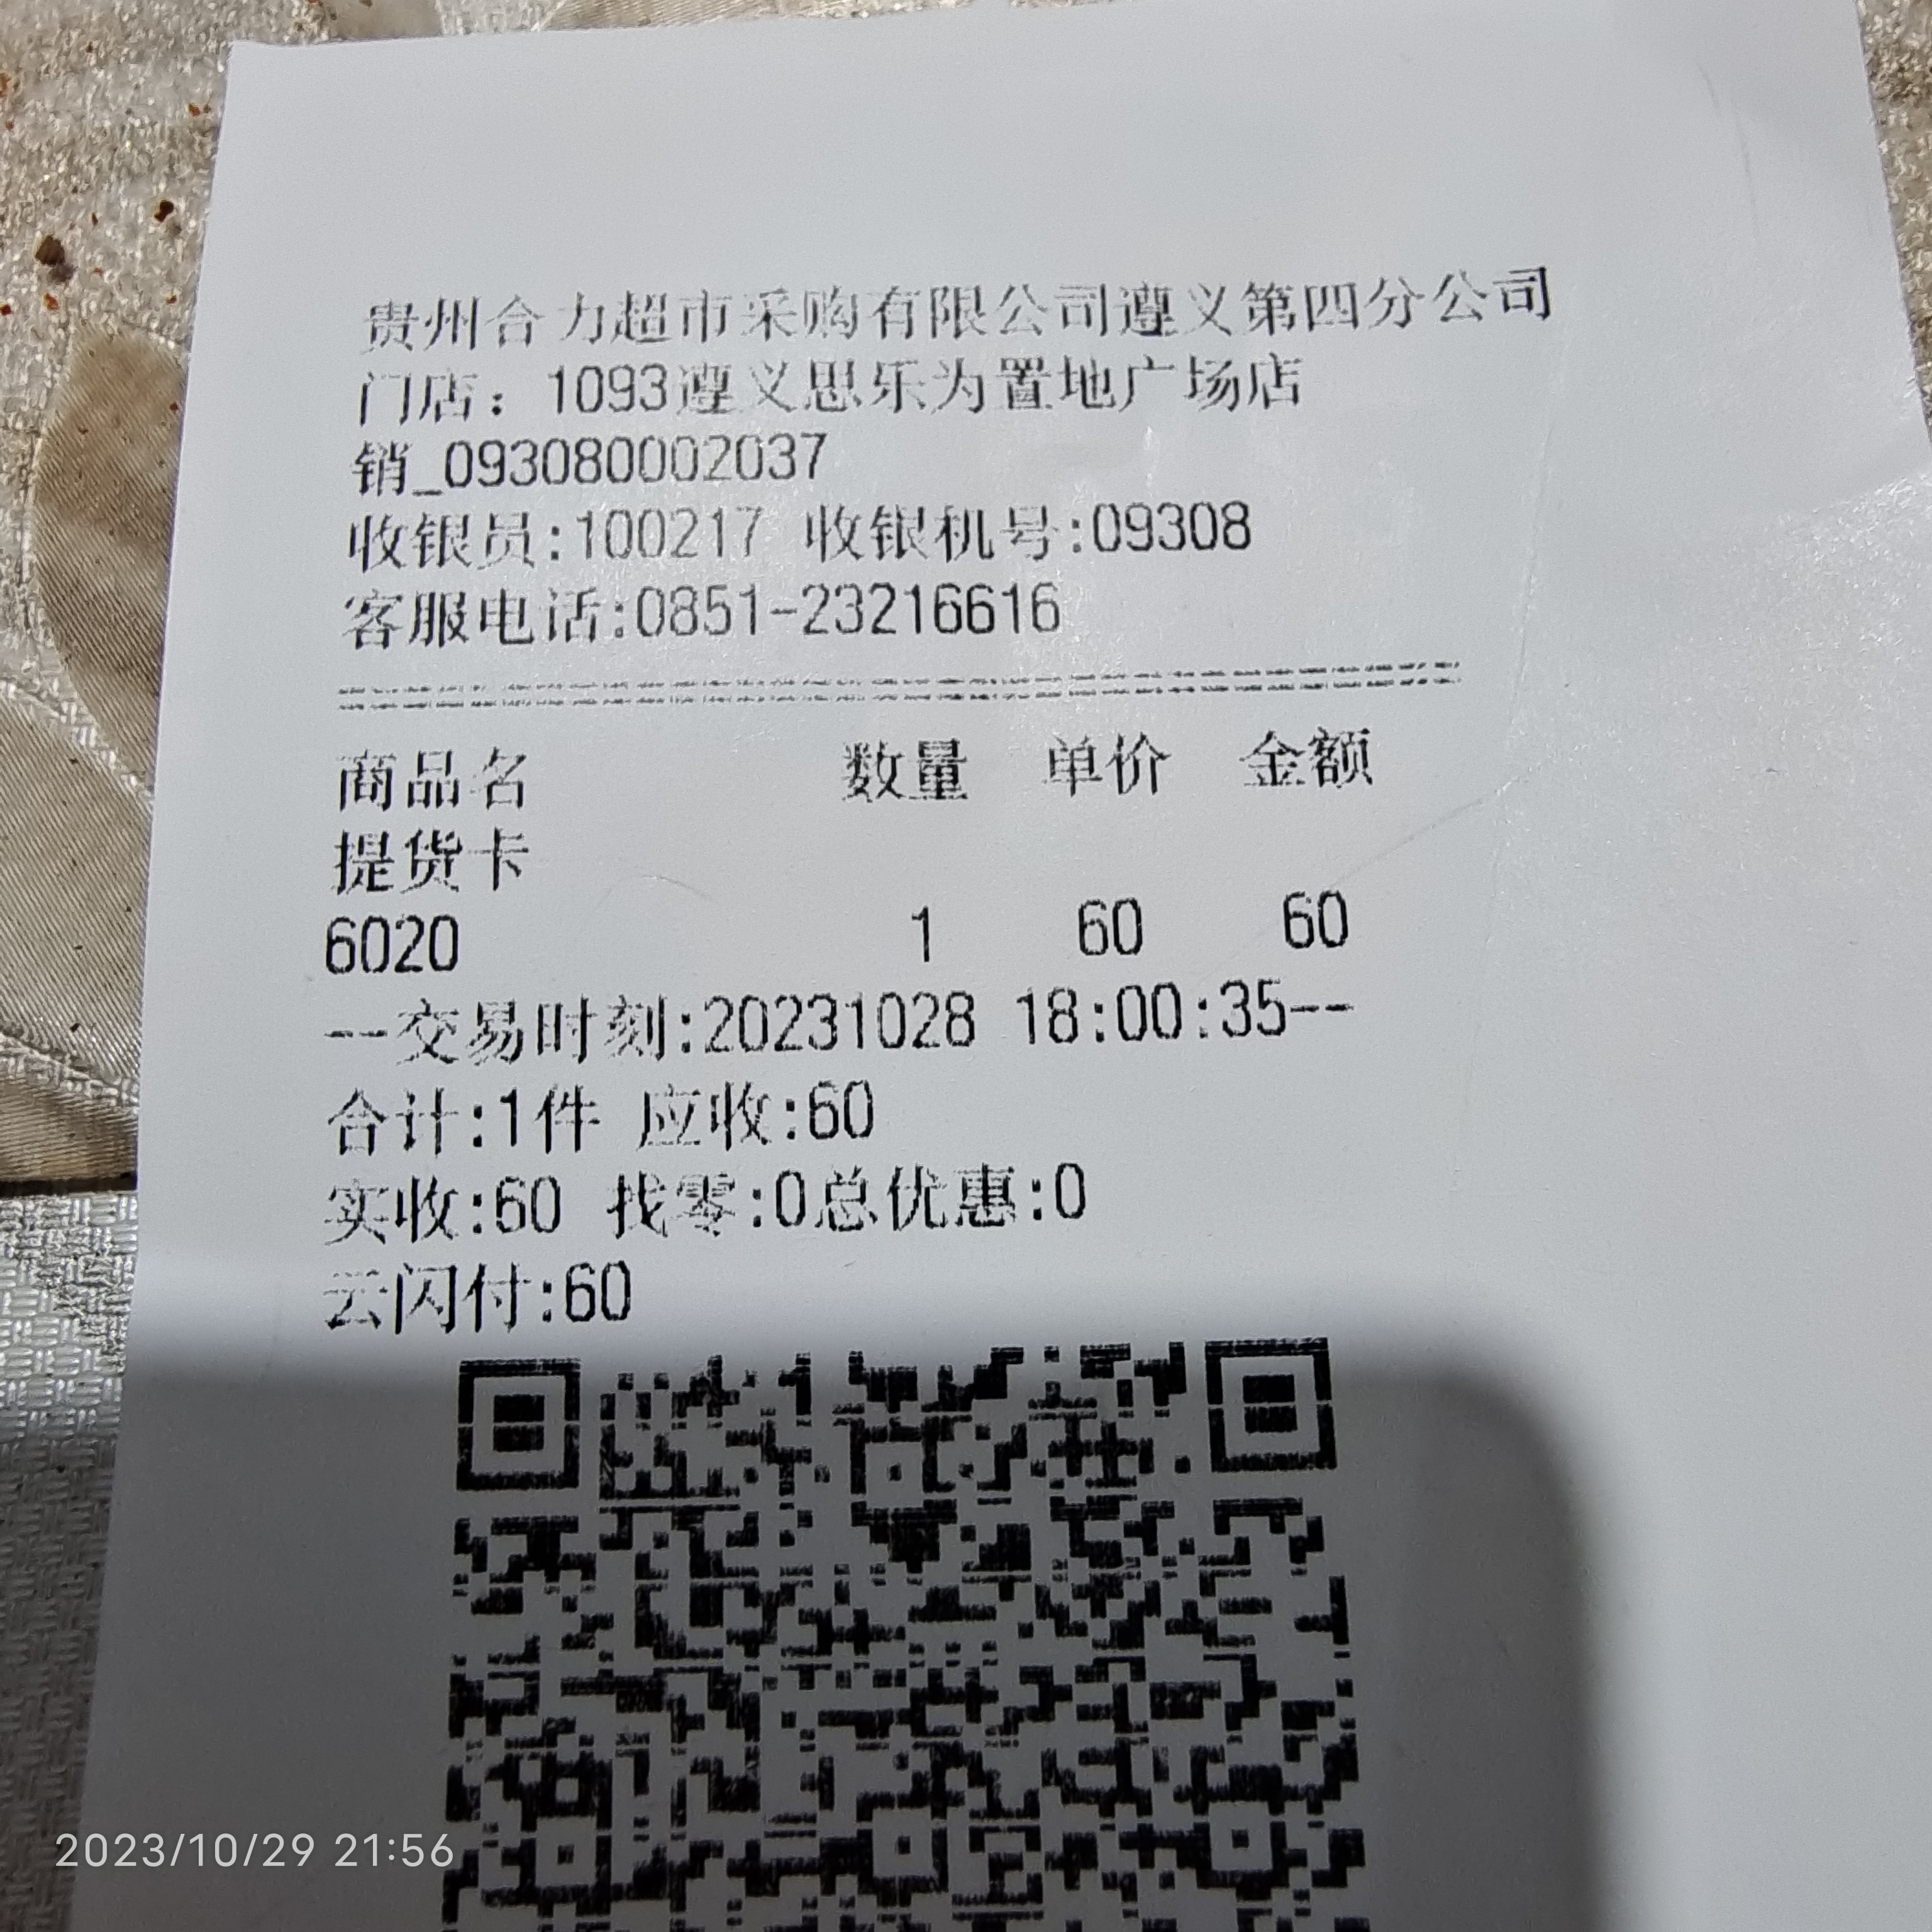 贵州合力超市采购有限公司遵义第四分公司
门店：1093遵义思乐为置地广场店
销_093080002037
收银员:100217 收银机号:09308
客服电话:0851-23216616
商品名 数量 单价 金额
提货卡
6020 1 60 60
--交易时刻:20231028 18:00:35--
合计:1件 应收:60
实收:60 找零:0总优惠:0
云闪付:60
2023/10/29 21:56